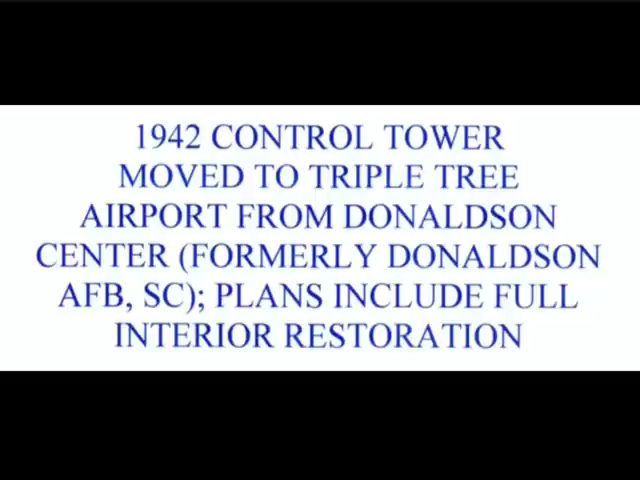 1942 CONTROL TOWER
MOVED TO TRIPLE TREE
AIRPORT FROM DONALDSON
CENTER (FORMERLY DONALDSON
AFB, SC); PLANS INCLUDE FULL
INTERIOR RESTORATION